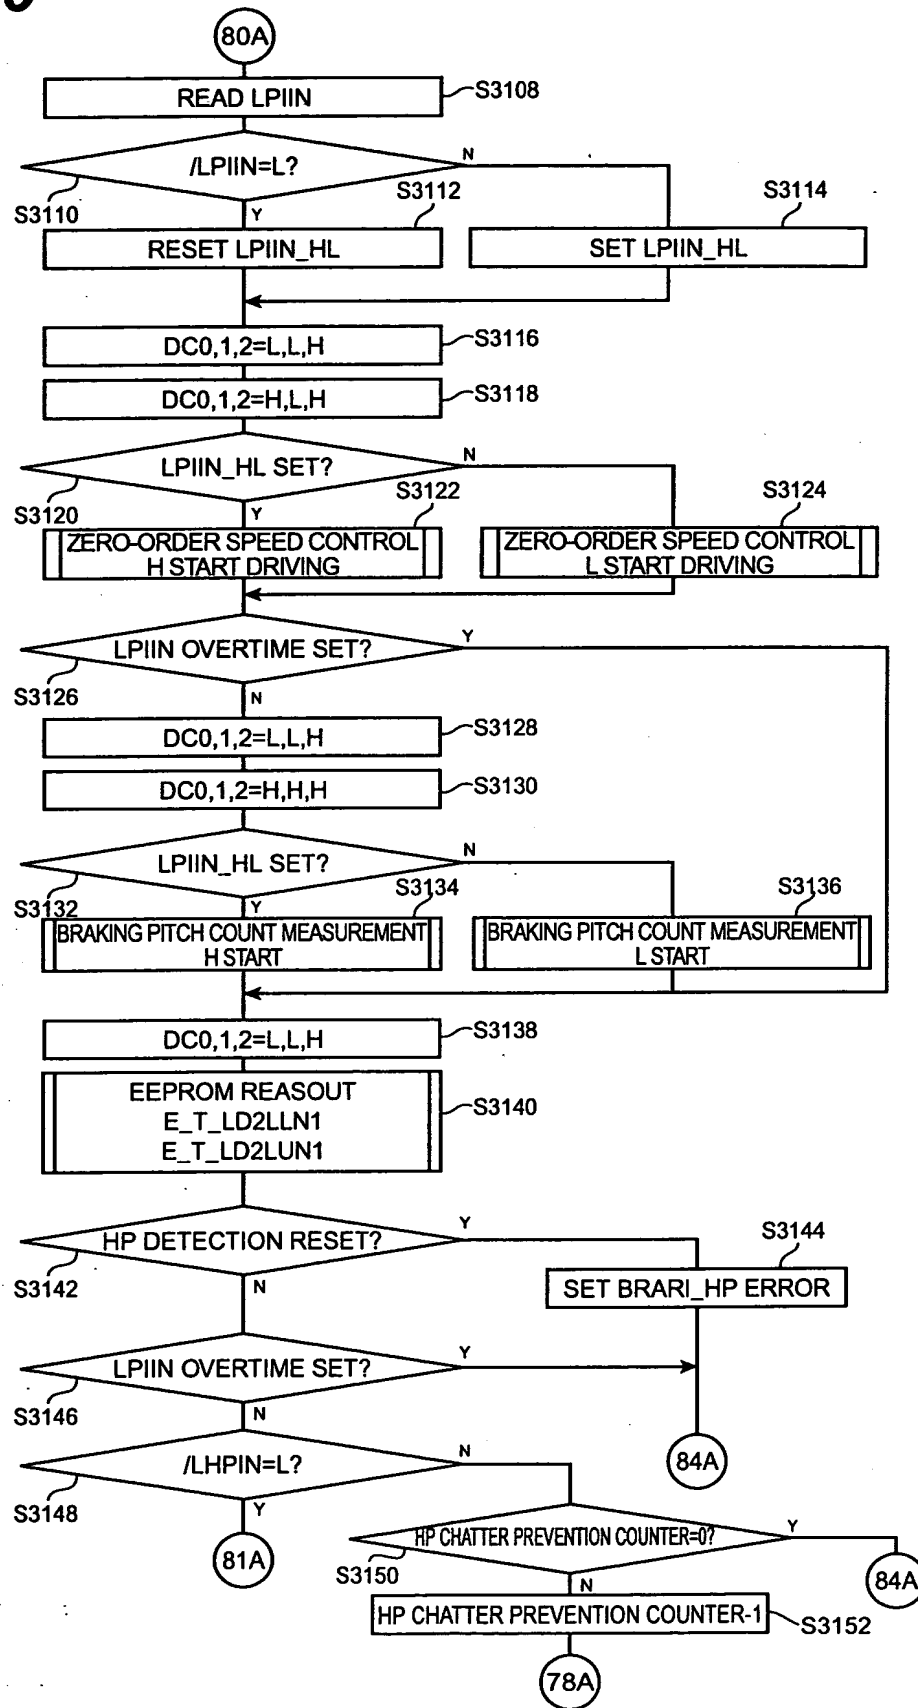 80A
READ LPIIN
S3108
/LPIIN=L?
N
S3110
Y
S3112
S3114
RESET LPIIN_HL
SET LPIIN_HL
DC0,1,2=L,L,H
S3116
DC0,1,2=H,L,H
S3118
LPIIN_HL SET?
N
S3120
Y
S3122
S3124
ZERO-ORDER SPEED CONTROL
H START DRIVING
ZERO-ORDER SPEED CONTROL
L START DRIVING
LPIIN OVERTIME SET?
Y
S3126
N
DC0,1,2=L,L,H
S3128
DC0,1,2=H,H,H
S3130
LPIIN_HL SET?
N
S3132
Y
S3134
S3136
BRAKING PITCH COUNT MEASUREMENT
H START
BRAKING PITCH COUNT MEASUREMENT
L START
DC0,1,2=L,L,H
S3138
EEPROM REASOUT
E_T_LD2LLN1
E_T_LD2LUN1
S3140
HP DETECTION RESET?
Y
S3142
N
S3144
SET BRARI_HP ERROR
LPIIN OVERTIME SET?
Y
S3146
N
84A
/LHPIN=L?
N
S3148
Y
81A
HP CHATTER PREVENTION COUNTER=0?
Y
S3150
N
84A
HP CHATTER PREVENTION COUNTER-1
S3152
78A